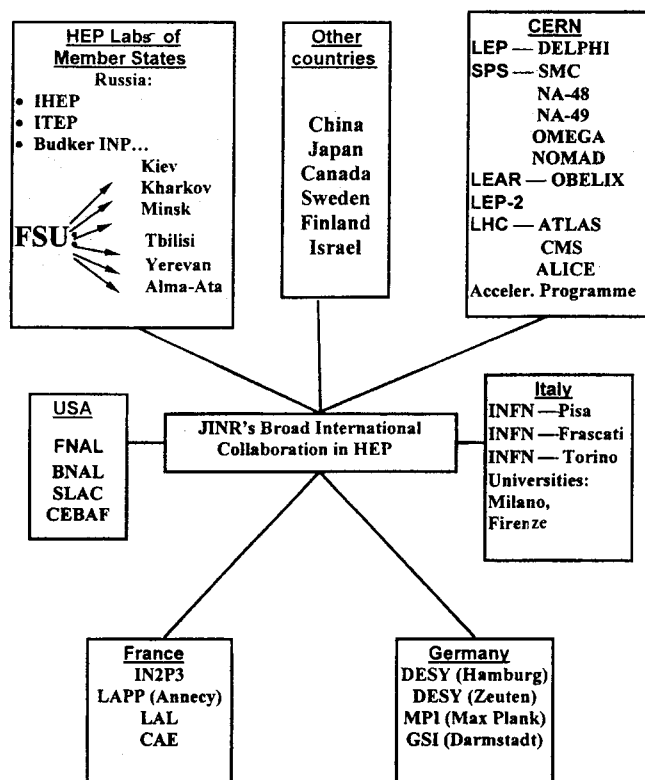 HEP Labs of
Member States
Russia:
• IHEP
• ITEP
• Budker INP...
FSU:
Kiev
Kharkov
Minsk
Tbilisi
Yerevan
Alma-Ata
Other
countries
China
Japan
Canada
Sweden
Finland
Israel
CERN
LEP — DELPHI
SPS — SMC
NA-48
NA-49
OMEGA
NOMAD
LEAR — OBELIX
LEP-2
LHC — ATLAS
CMS
ALICE
Acceler. Programme
USA
FNAL
BNAL
SLAC
CEBAF
JINR's Broad International
Collaboration in HEP
Italy
INFN — Pisa
INFN — Frascati
INFN — Torino
Universities:
Milano,
Firenze
France
IN2P3
LAPP (Annecy)
LAL
CAE
Germany
DESY (Hamburg)
DESY (Zeuten)
MPI (Max Plank)
GSI (Darmstadt)